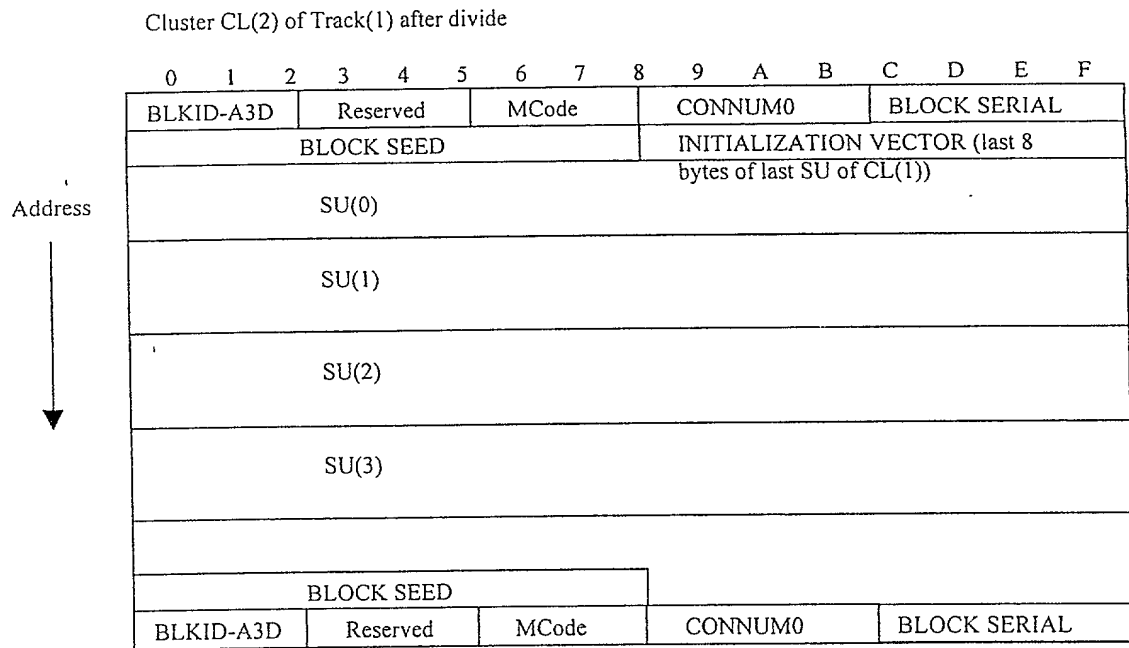 Cluster CL(2) of Track(1) after divide
0 1 2 3 4 5 6 7 8 9 A B C D E F
BLKID-A3D Reserved MCode CONNUM0 BLOCK SERIAL
BLOCK SEED INITIALIZATION VECTOR (last 8
bytes of last SU of CL(1))
Address
SU(0)
SU(1)
SU(2)
SU(3)
BLOCK SEED
BLKID-A3D Reserved MCode CONNUM0 BLOCK SERIAL